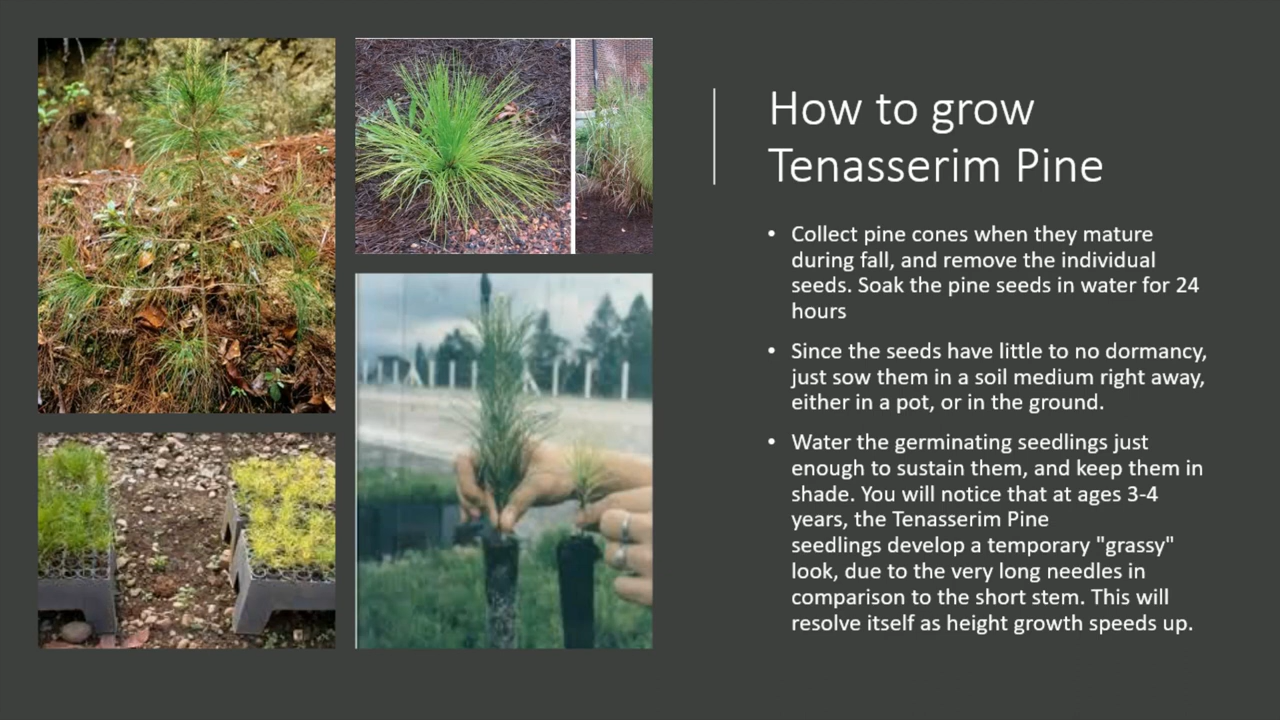 How to grow
Tenasserim Pine
• Collect pine cones when they mature
during fall, and remove the individual
seeds. Soak the pine seeds in water for 24
hours
• Since the seeds have little to no dormancy,
just sow them in a soil medium right away,
either in a pot, or in the ground.
• Water the germinating seedlings just
enough to sustain them, and keep them in
shade. You will notice that at ages 3-4
years, the Tenasserim Pine
seedlings develop a temporary "grassy"
look, due to the very long needles in
comparison to the short stem. This will
resolve itself as height growth speeds up.